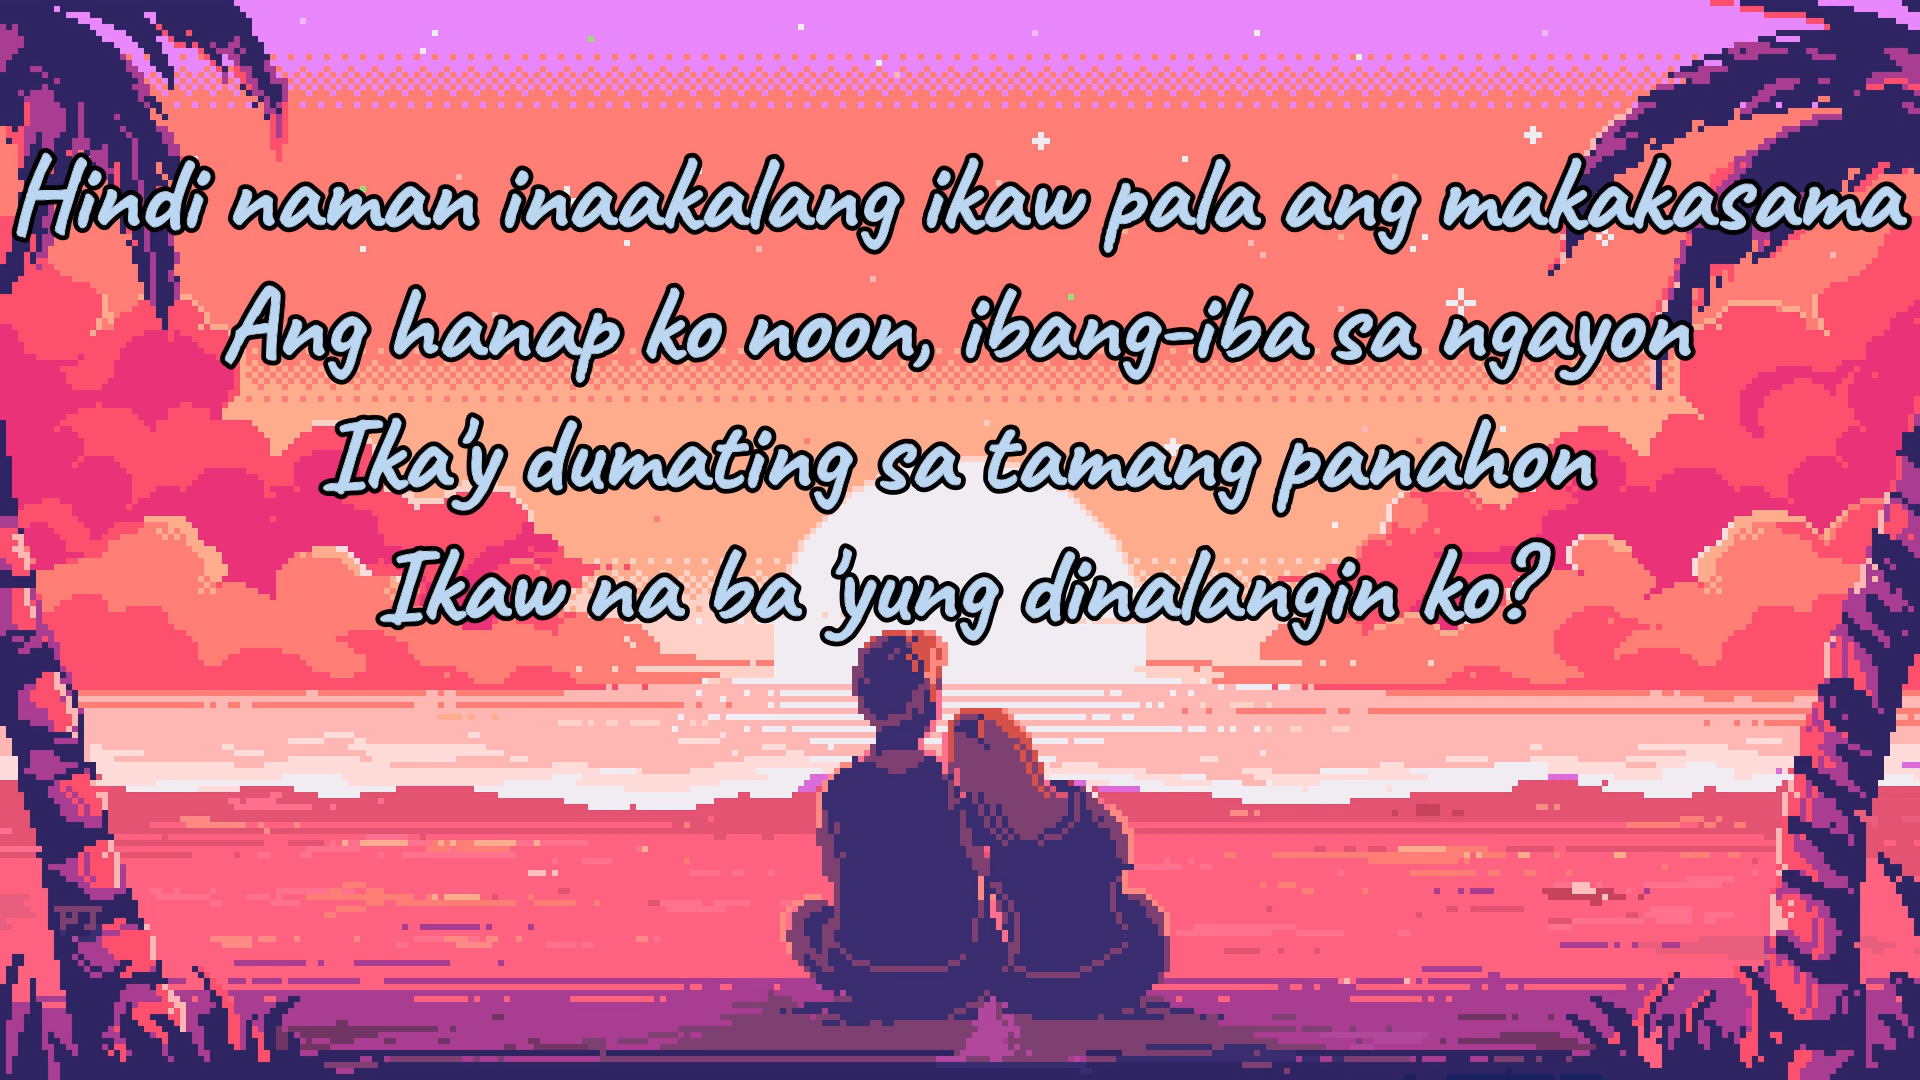 Hindi naman inaakalang ikaw pala ang makakasama
Ang hanap ko noon, ibang-iba sa ngayon
Ika'y dumating sa tamang panahon
Ikaw na ba 'yung dinalangin ko?